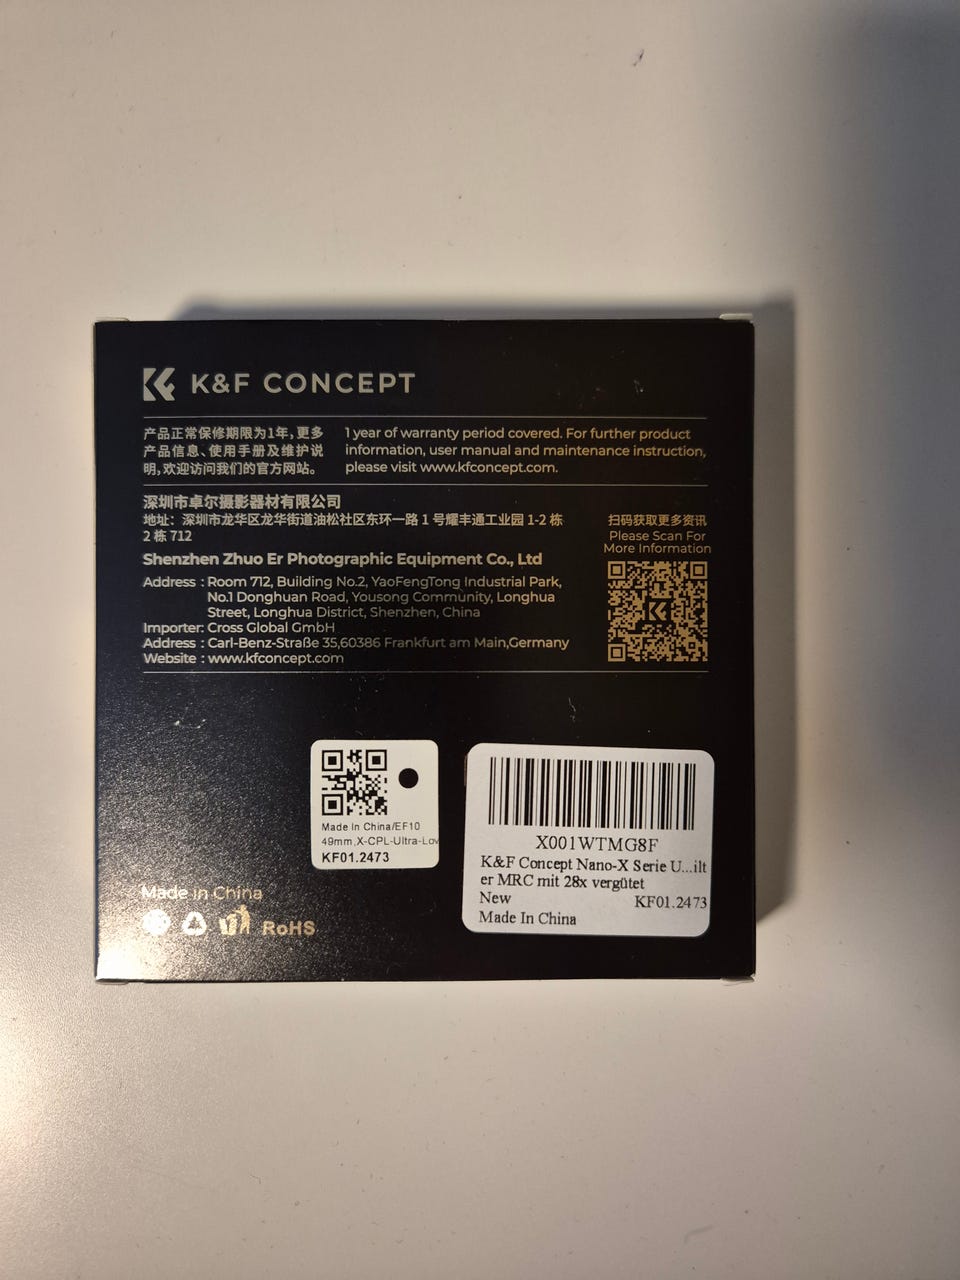 K&F CONCEPT
产品正常保修期限为1年,更多
产品信息、使用手册及维护说
明,欢迎访问我们的官方网站。
1 year of warranty period covered. For further product
information, user manual and maintenance instruction,
please visit www.kfconcept.com.
深圳市卓尔摄影器材有限公司
地址：深圳市龙华区龙华街道油松社区东环一路 1 号耀丰通工业园 1-2 栋
2 栋 712
Shenzhen Zhuo Er Photographic Equipment Co., Ltd
Address : Room 712, Building No.2, YaoFengTong Industrial Park,
No.1 Donghuan Road, Yousong Community, Longhua
Street, Longhua District, Shenzhen, China
Importer: Cross Global GmbH
Address : Carl-Benz-Straße 35,60386 Frankfurt am Main,Germany
Website : www.kfconcept.com
扫码获取更多资讯
Please Scan For
More Information
Made In China/EF10
49mm,X-CPL-Ultra-Lov
KF01.2473
X001WTMG8F
K&F Concept Nano-X Serie U...ilt
er MRC mit 28x vergütet
New KF01.2473
Made In China
Made in China
RoHS